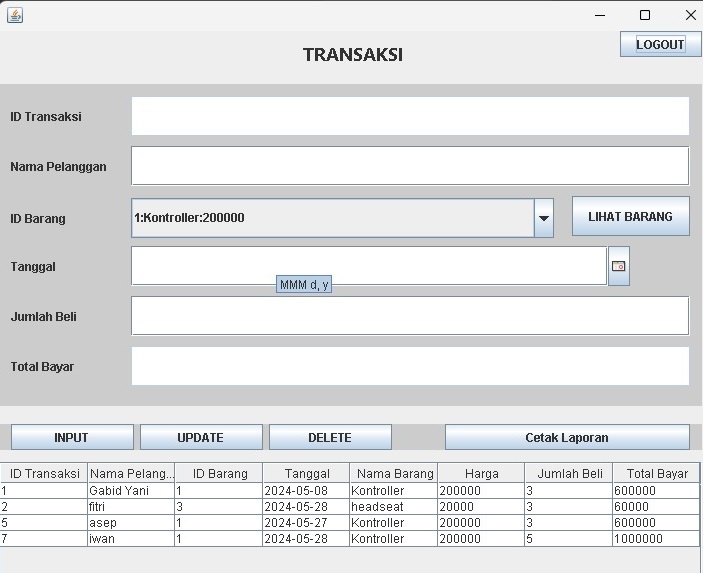 TRANSAKSI
LOGOUT
ID Transaksi
Nama Pelanggan
ID Barang 1:Kontroller:200000 LIHAT BARANG
Tanggal
MMM d, y
Jumlah Beli
Total Bayar
INPUT UPDATE DELETE Cetak Laporan
ID Transaksi Nama Pelang... ID Barang Tanggal Nama Barang Harga Jumlah Beli Total Bayar
1 Gabid Yani 1 2024-05-08 Kontroller 200000 3 600000
2 fitri 3 2024-05-28 headseat 20000 3 60000
5 asep 1 2024-05-27 Kontroller 200000 3 600000
7 iwan 1 2024-05-28 Kontroller 200000 5 1000000